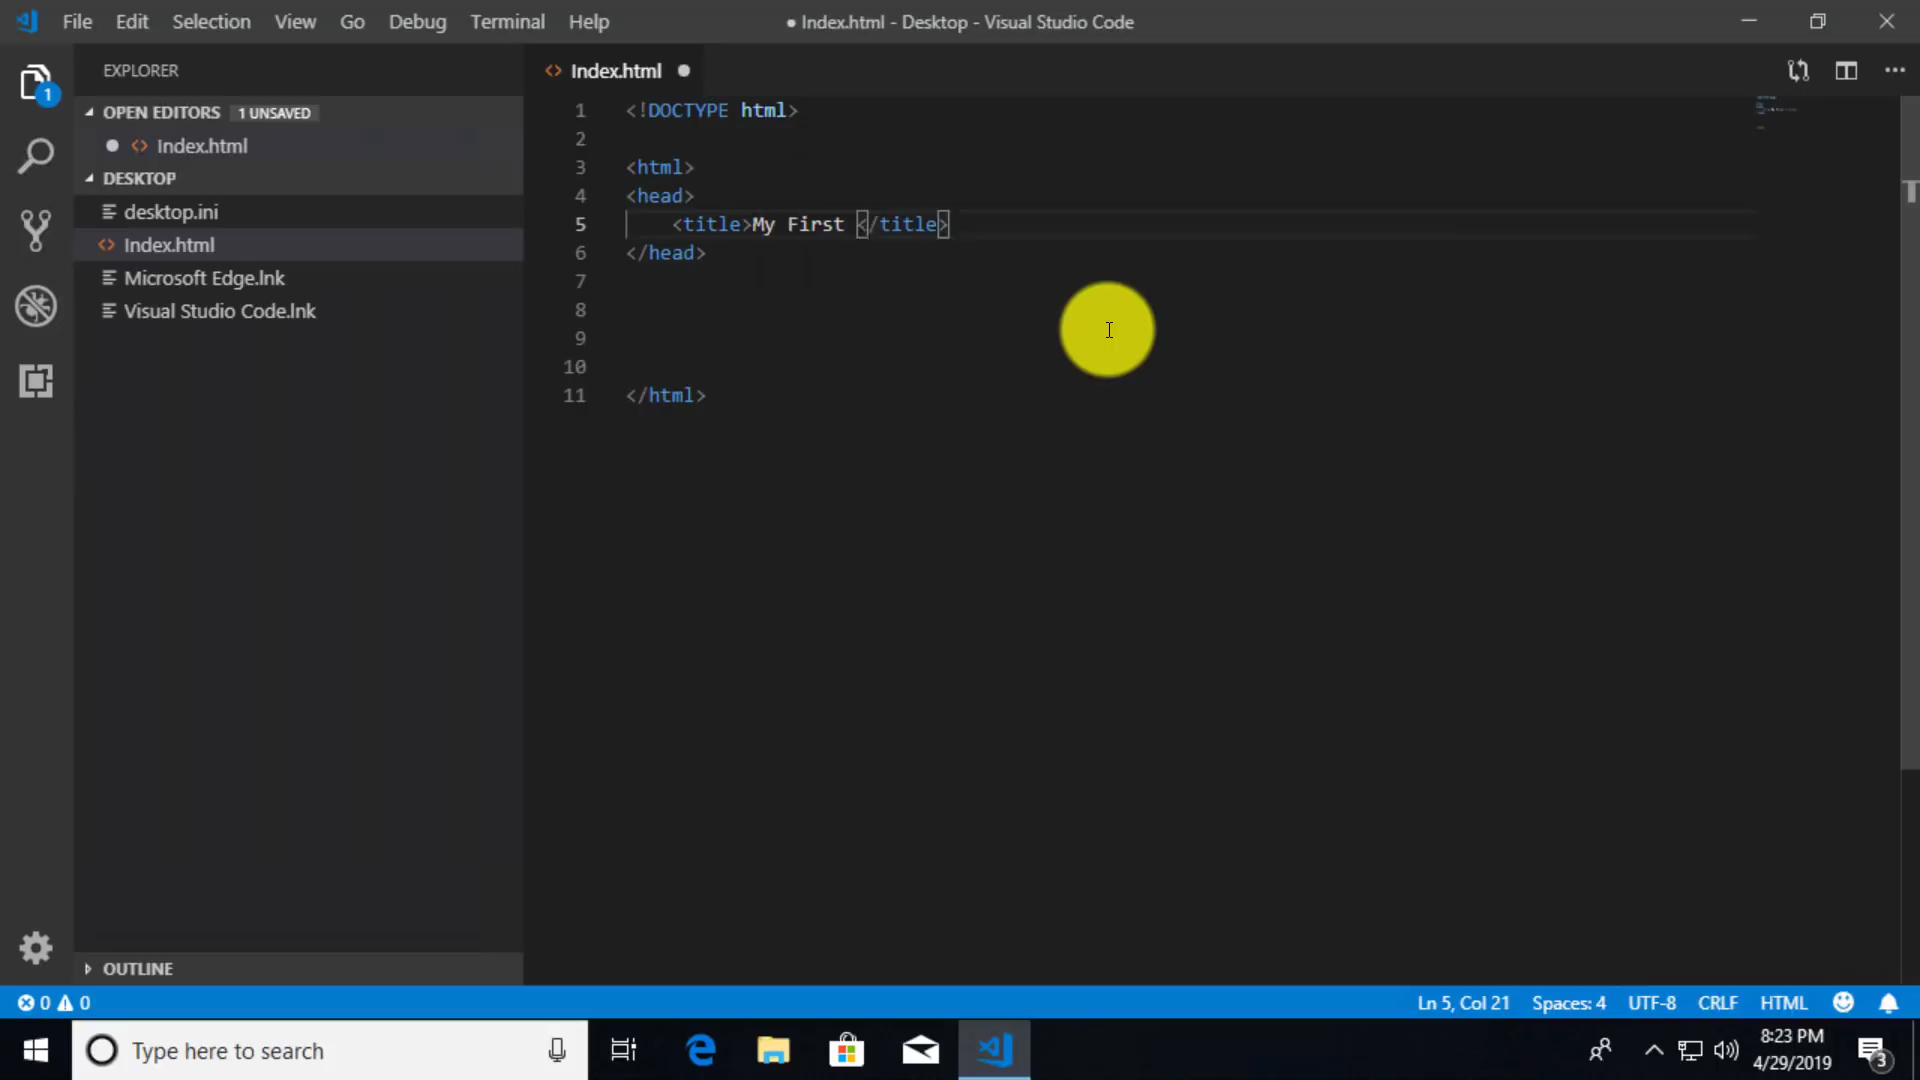 File Edit Selection View Go Debug Terminal Help
● Index.html - Desktop - Visual Studio Code
EXPLORER
OPEN EDITORS 1 UNSAVED
Index.html
DESKTOP
desktop.ini
Index.html
Microsoft Edge.lnk
Visual Studio Code.lnk
OUTLINE
1
Index.html
1 <!DOCTYPE html>
2
3 <html>
4 <head>
5 <title>My First </title>
6 </head>
7
8
9
10
11 </html>
0 0
Ln 5, Col 21 Spaces: 4 UTF-8 CRLF HTML
Type here to search
8:23 PM
4/29/2019
3